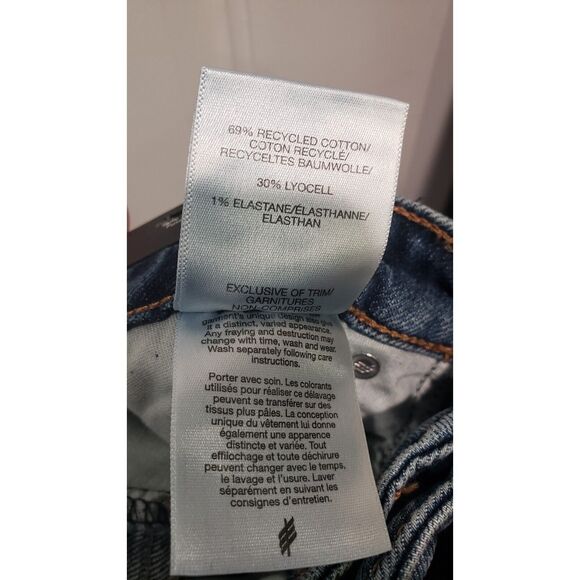 69% RECYCLED COTTON/
COTON RECYCLÉ/
RECYCELTES BAUMWOLLE/
30% LYOCELL
1% ELASTANE/ÉLASTHANNE/
ELASTHAN
EXCLUSIVE OF TRIM/
GARNITURES
NON-COMPRISES
garment's unique design also give
it a distinct, varied appearance.
Any fraying and destruction may
change with time, wash and wear.
Wash separately following care
instructions.
Porter avec soin. Les colorants
utilisés pour réaliser ce délavage
peuvent se transférer sur des
tissus plus pâles. La conception
unique du vêtement lui donne
également une apparence
distincte et variée. Tout
effilochage et toute déchirure
peuvent changer avec le temps,
le lavage et l'usure. Laver
séparément en suivant les
consignes d'entretien.